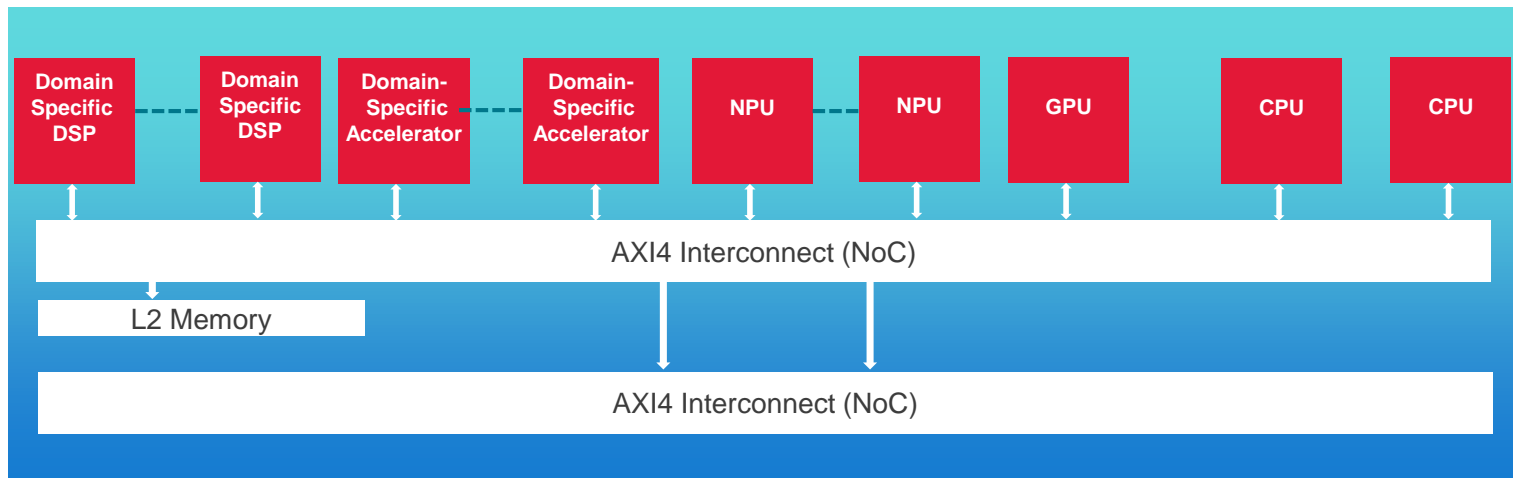 Domain
Specific
DSP
Domain
Specific
DSP
Domain-
Specific
Accelerator
Domain-
Specific
Accelerator
NPU
NPU
GPU
CPU
CPU
AXI4 Interconnect (NoC)
L2 Memory
AXI4 Interconnect (NoC)